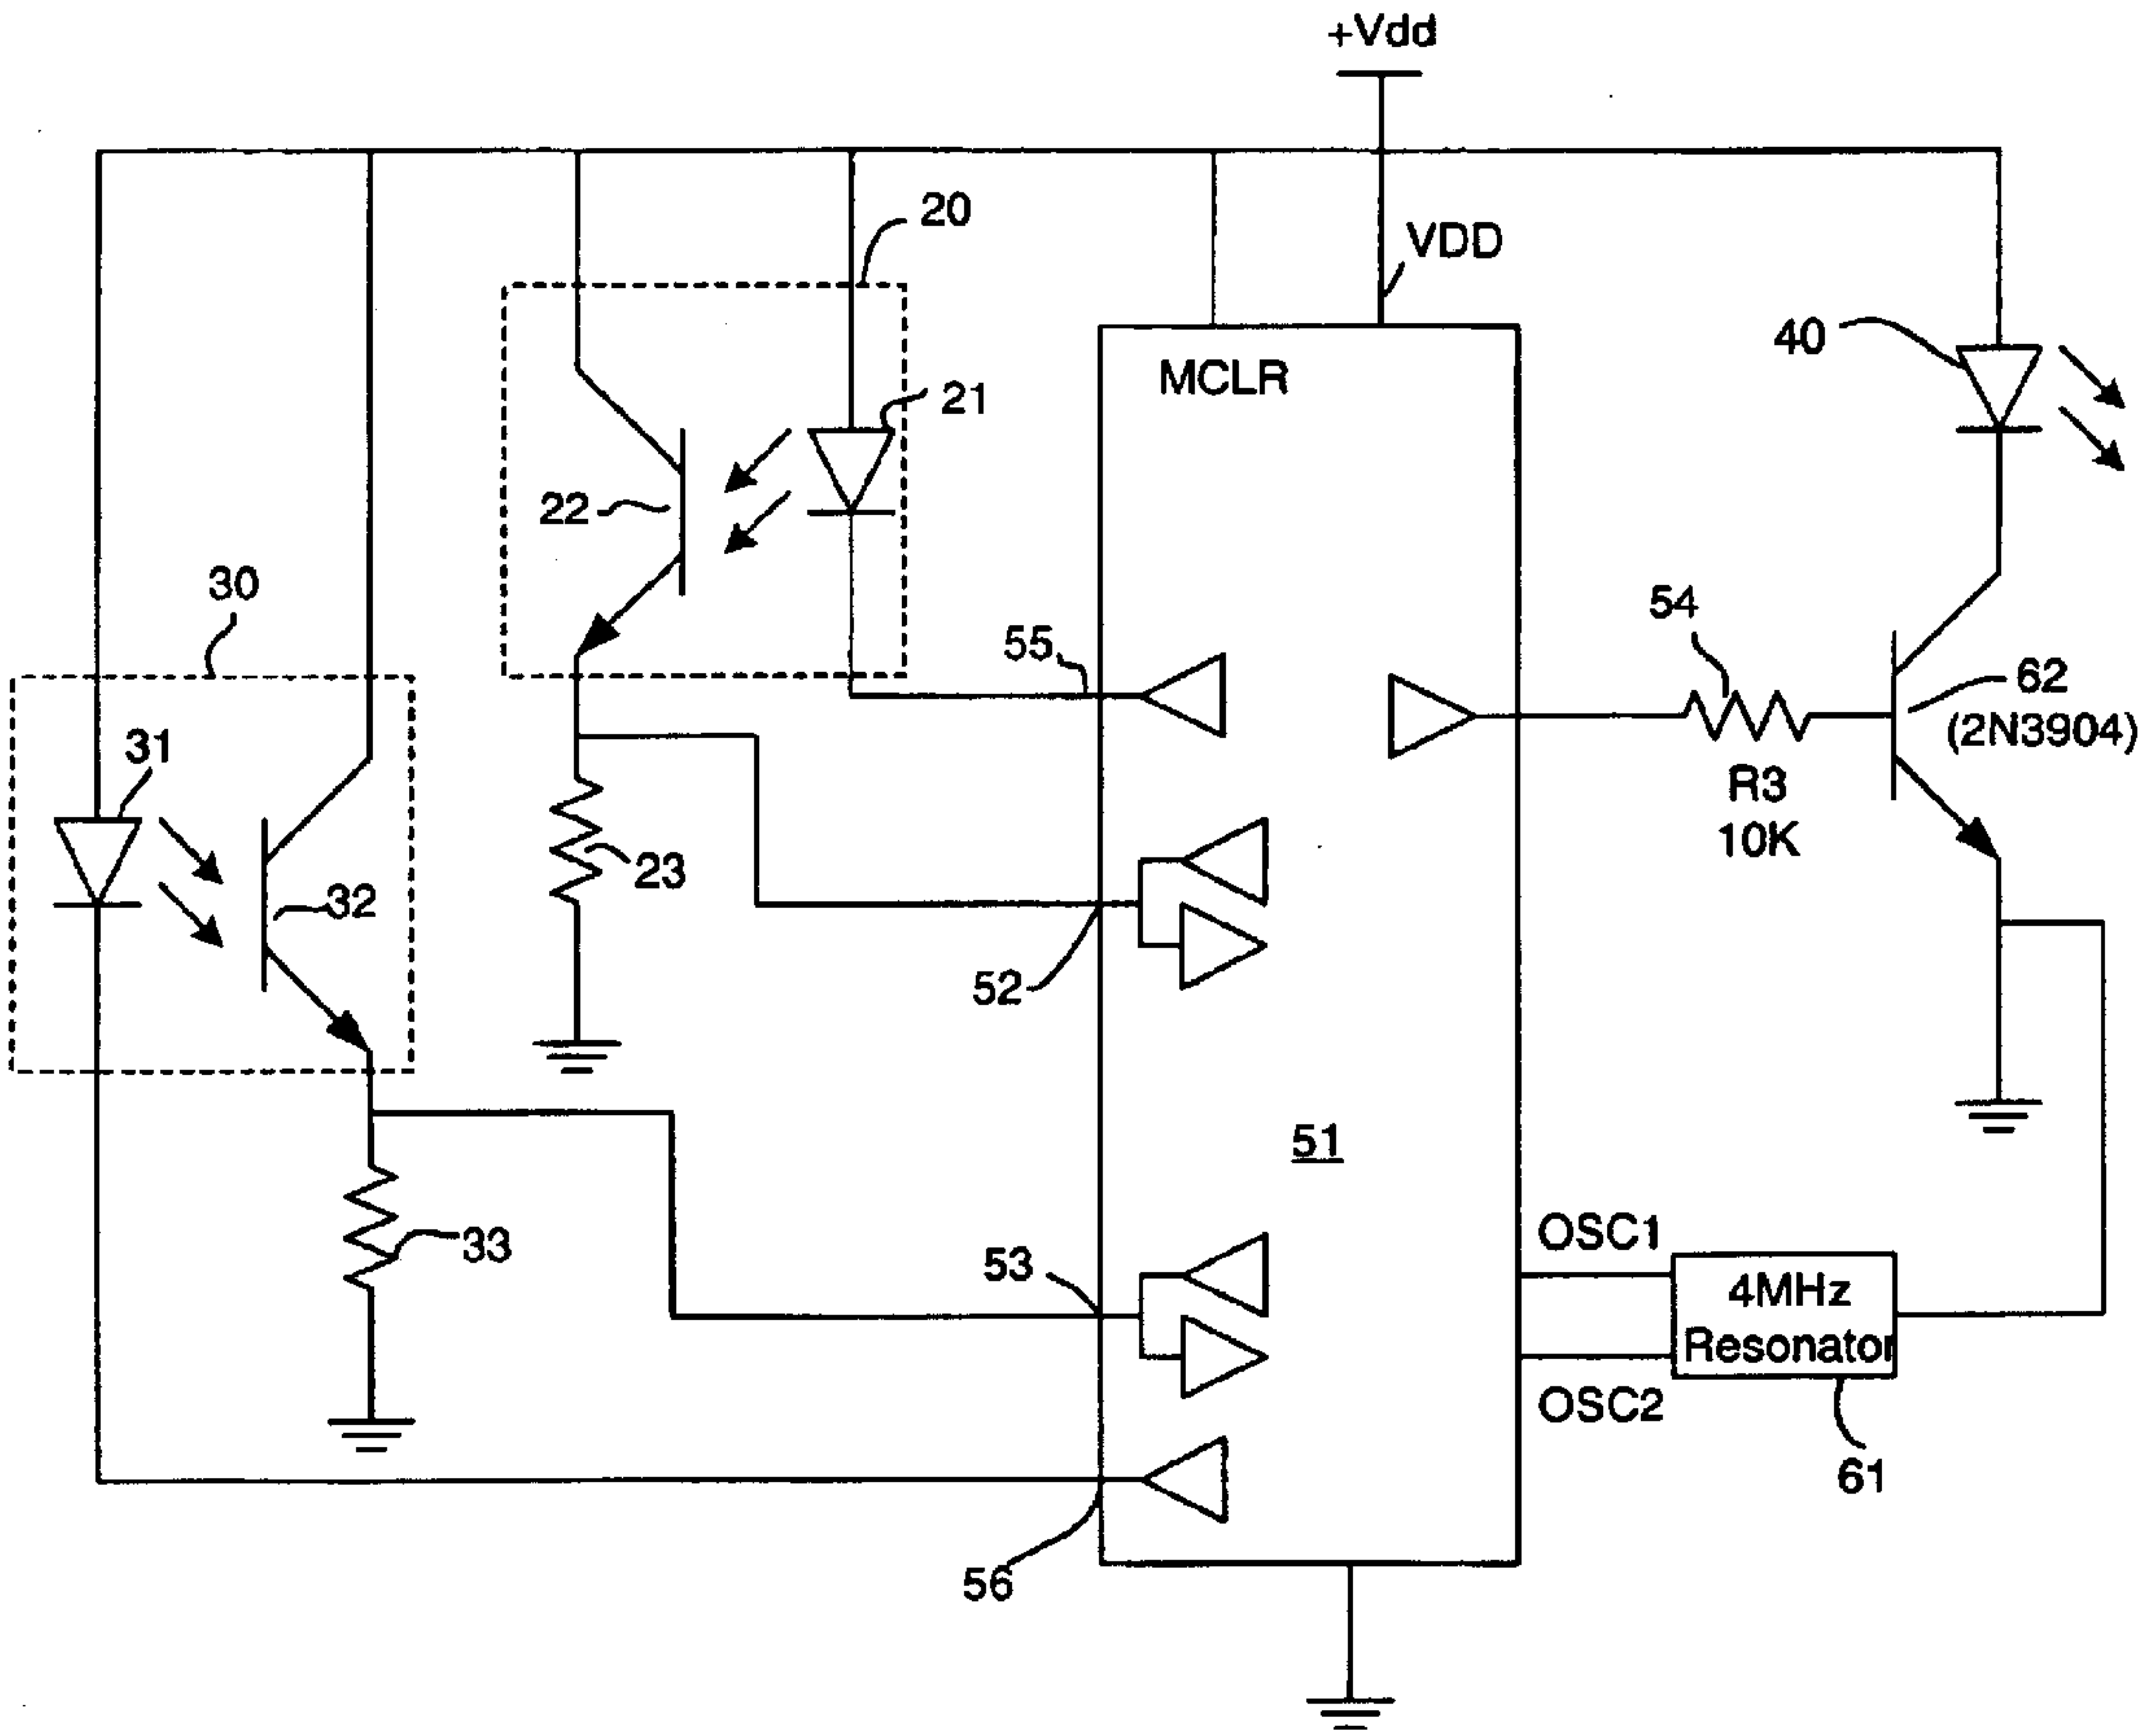 +Vdd
20
VDD
40
MCLR
21
22
30
54
55
62
(2N3904)
31
R3
10K
23
32
52
51
OSC1
33
53
4MHz
Resonator
OSC2
61
56